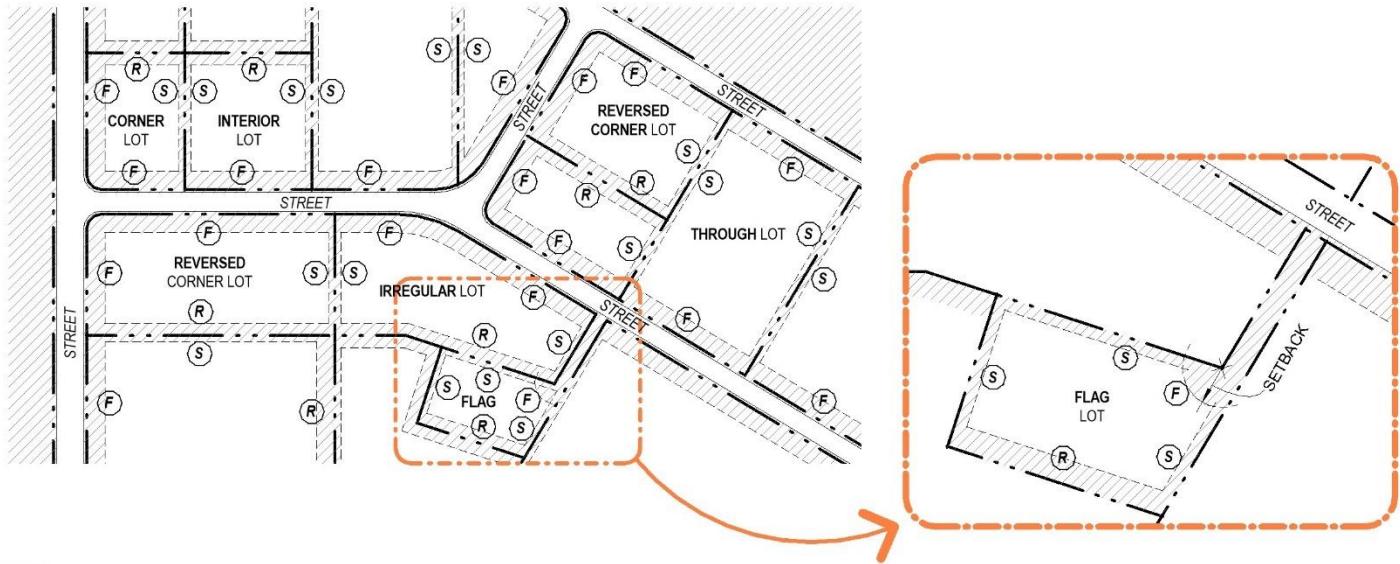 S
S
F
R
R
F
S
S
S
S
CORNER
LOT
INTERIOR
LOT
F
F
F
STREET
STREET
STREET
F
F
STREET
REVERSED
CORNER LOT
S
S
F
F
R
R
F
S
THROUGH LOT
S
S
F
F
F
F
REVERSED
CORNER LOT
S
S
F
R
S
F
R
IRREGULAR LOT
F
STREET
S
R
S
S
F
FLAG
R
S
STREET
S
S
F
FLAG
LOT
R
S
SETBACK